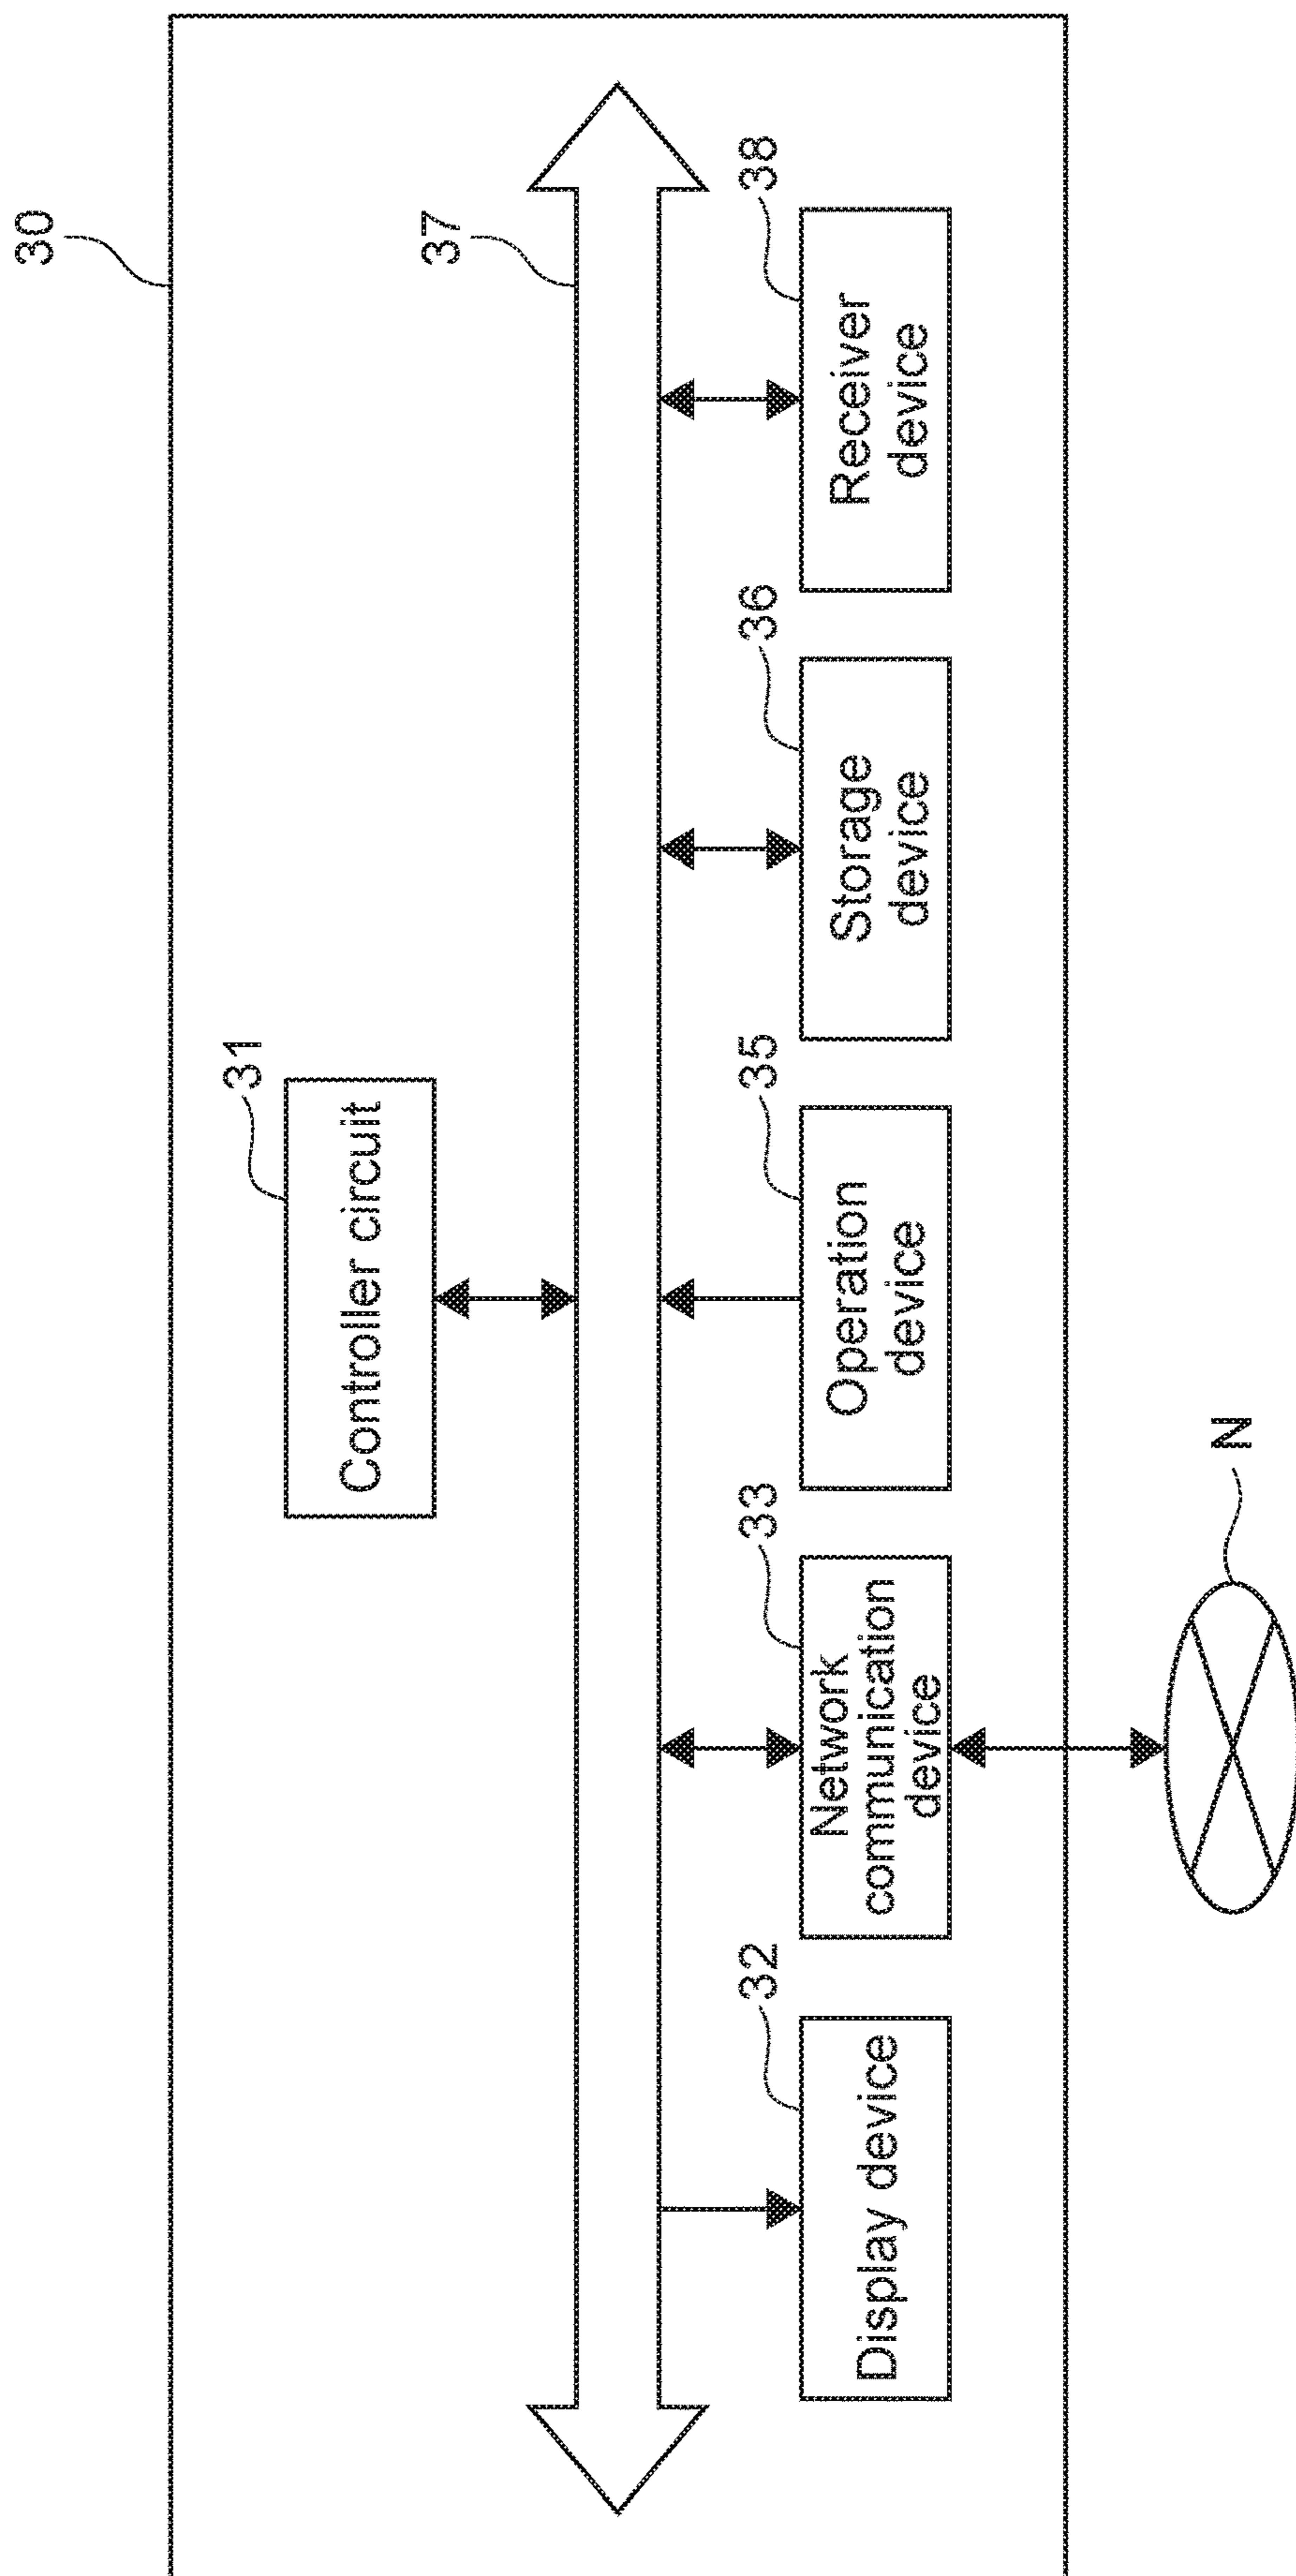 30
31
Controller circuit
37
32
Display device
33
Network
communication
device
35
Operation
device
36
Storage
device
38
Receiver
device
N